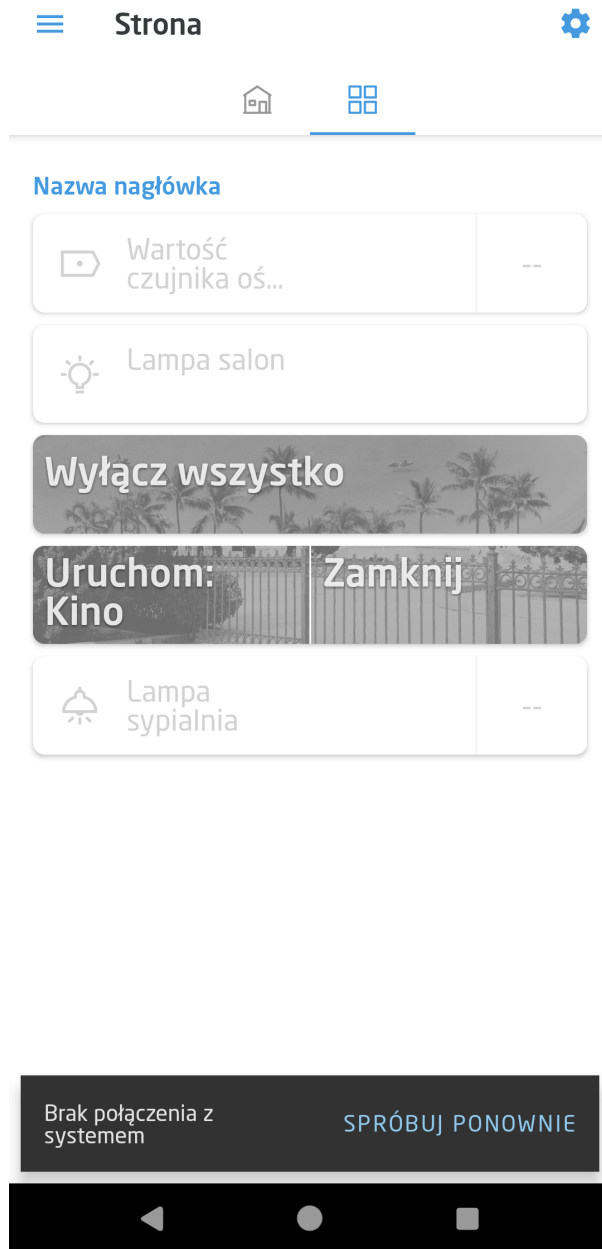 Strona
Nazwa nagłówka
Wartość
czujnika oś...
--
Lampa salon
Wyłącz wszystko
Uruchom:
Kino
Zamknij
Lampa
sypialnia
--
Brak połączenia z
systemem
SPRÓBUJ PONOWNIE